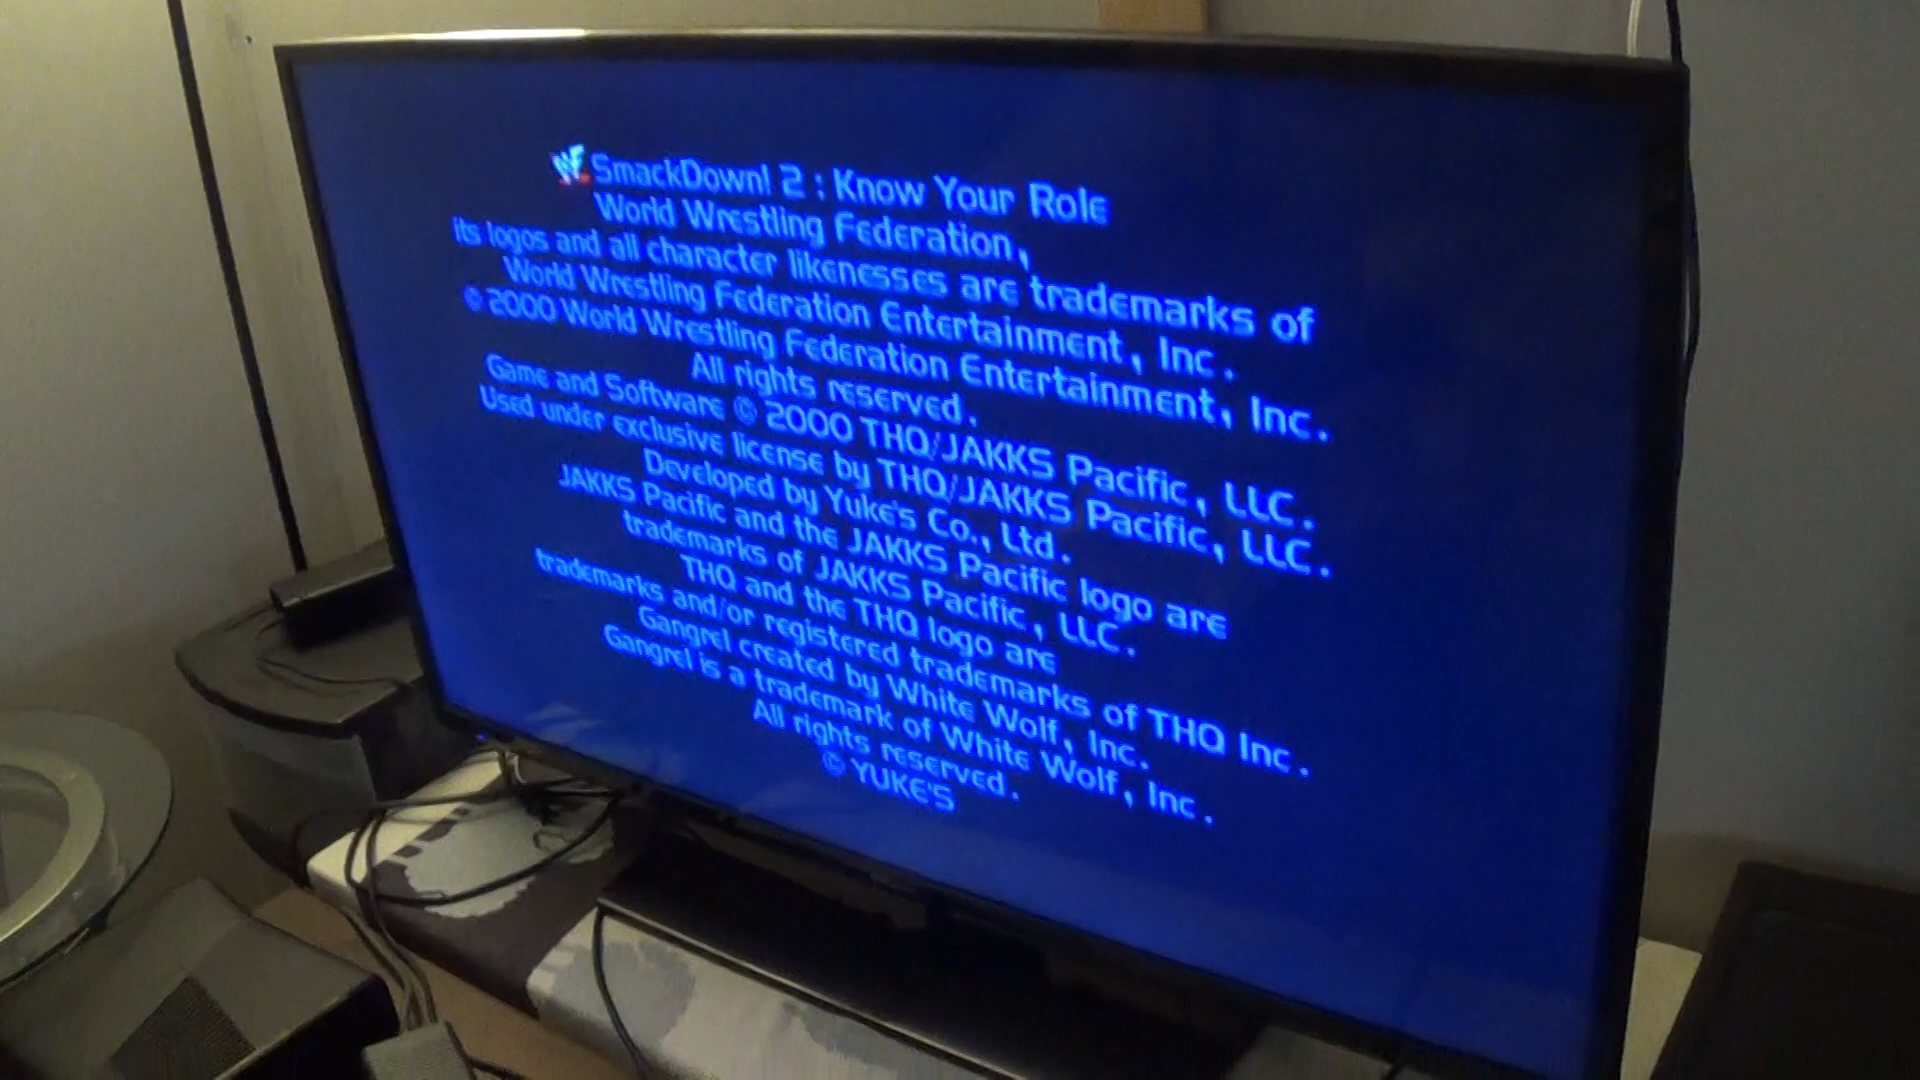 WF SmackDown! 2 : Know Your Role
World Wrestling Federation,
its logos and all character likenesses are trademarks of
World Wrestling Federation Entertainment, Inc.
© 2000 World Wrestling Federation Entertainment, Inc.
All rights reserved.
Game and Software © 2000 THQ/JAKKS Pacific, LLC.
Used under exclusive license by THQ/JAKKS Pacific, LLC.
Developed by Yuke's Co., Ltd.
JAKKS Pacific and the JAKKS Pacific logo are
trademarks of JAKKS Pacific, LLC.
THQ and the THQ logo are
trademarks and/or registered trademarks of THQ Inc.
Gangrel created by White Wolf, Inc.
Gangrel is a trademark of White Wolf, Inc.
All rights reserved.
© YUKE'S